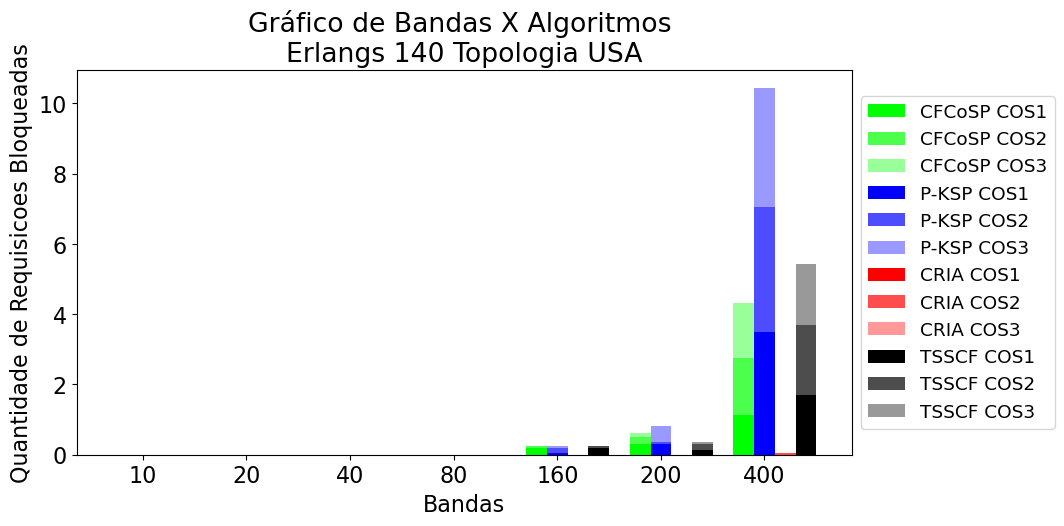 Gráfico de Bandas X Algoritmos
Erlangs 140 Topologia USA
Quantidade de Requisicoes Bloqueadas
10
8
6
4
2
0
10 20 40 80 160 200 400
Bandas
CFCoSP COS1
CFCoSP COS2
CFCoSP COS3
P-KSP COS1
P-KSP COS2
P-KSP COS3
CRIA COS1
CRIA COS2
CRIA COS3
TSSCF COS1
TSSCF COS2
TSSCF COS3